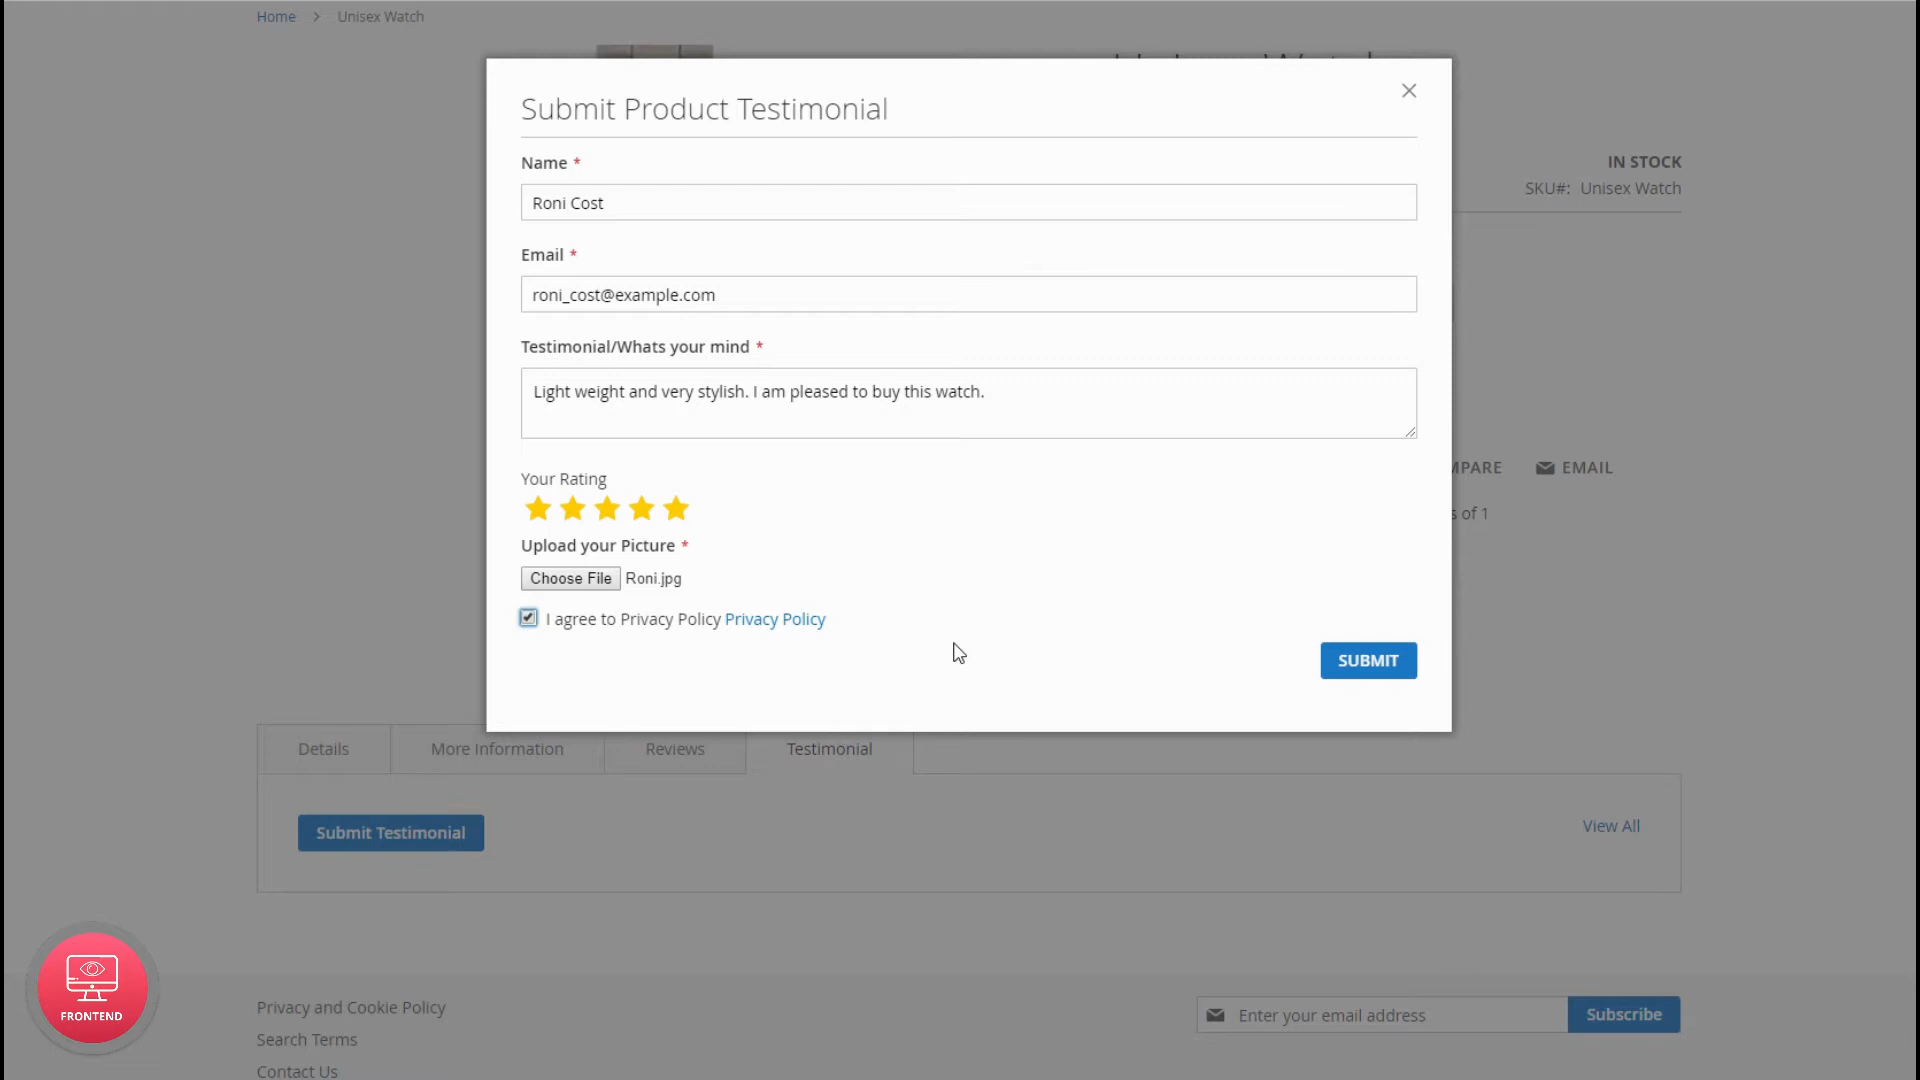 Home > Unisex Watch
Submit Product Testimonial
Name *
Roni Cost
Email *
roni_cost@example.com
Testimonial/Whats your mind *
Light weight and very stylish. I am pleased to buy this watch.
Your Rating
Upload your Picture *
Choose File Roni.jpg
I agree to Privacy Policy Privacy Policy
SUBMIT
IN STOCK
SKU#: Unisex Watch
MPARE EMAIL
s of 1
Details More Information Reviews Testimonial
Submit Testimonial View All
FRONTEND
Privacy and Cookie Policy
Search Terms
Contact Us
Enter your email address Subscribe